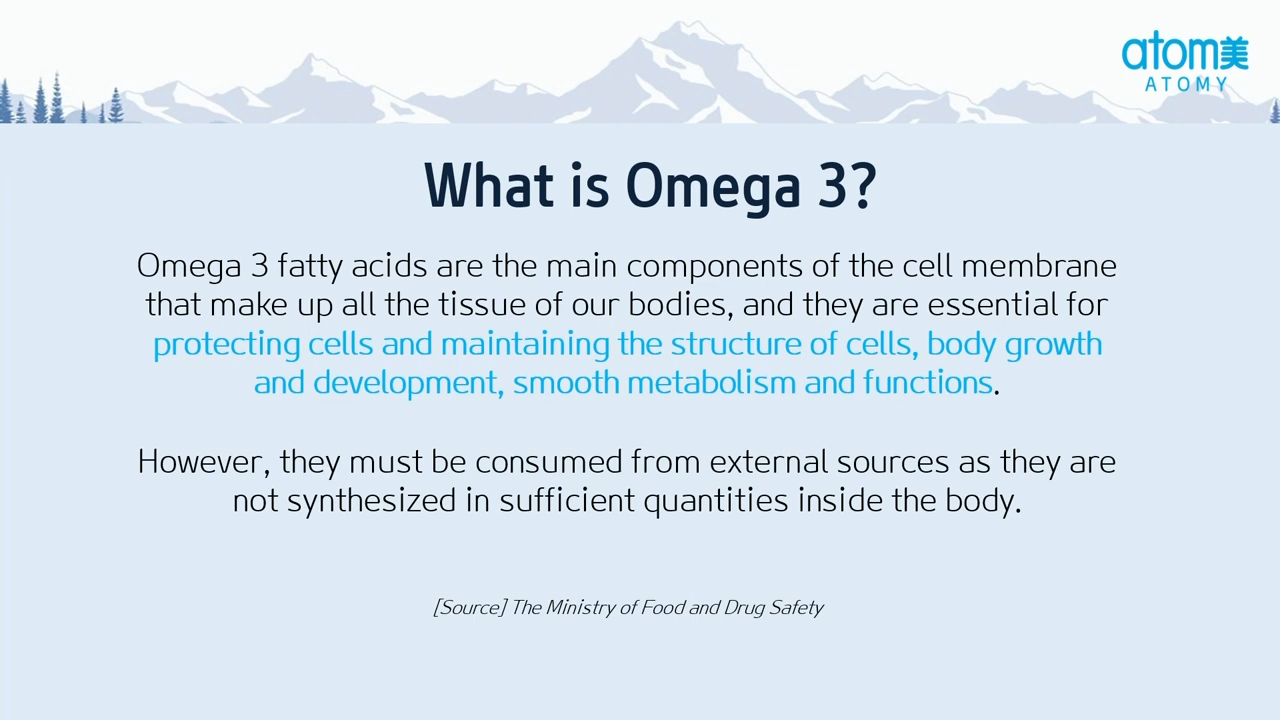 atom美
ATOMY
What is Omega 3?
Omega 3 fatty acids are the main components of the cell membrane
that make up all the tissue of our bodies, and they are essential for
protecting cells and maintaining the structure of cells, body growth
and development, smooth metabolism and functions.
However, they must be consumed from external sources as they are
not synthesized in sufficient quantities inside the body.
[Source] The Ministry of Food and Drug Safety